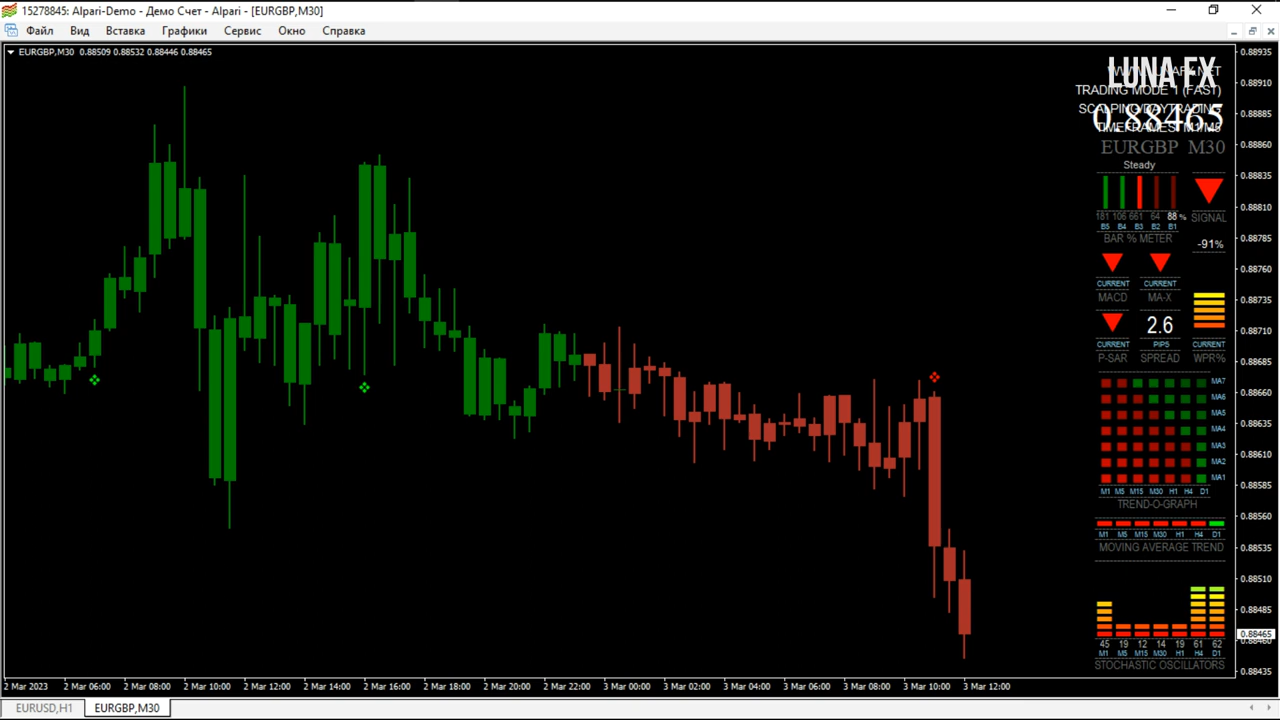 15278845: Alpari-Demo - Демо Счет - Alpari - [EURGBP,M30]
Файл Вид Вставка Графики Сервис Окно Справка
EURGBP,M30 0.88509 0.88532 0.88446 0.88465
LUNA FX
WWW.LUNAFX.NET
TRADING MODE 1 (FAST)
SCALPING/DAYTRADING
0.88465
TIMEFRAMES: M1/M5
EURGBP M30
Steady
181 106 661 64 88 %
B5 B4 B3 B2 B1
SIGNAL
BAR % METER
-91%
CURRENT CURRENT
MACD MA-X
2.6
CURRENT PIPS CURRENT
P-SAR SPREAD WPR%
MA7
MA6
MA5
MA4
MA3
MA2
MA1
M1 M5 M15 M30 H1 H4 D1
TREND-O-GRAPH
M1 M5 M15 M30 H1 H4 D1
MOVING AVERAGE TREND
45 19 12 14 19 61 62
M1 M5 M15 M30 H1 H4 D1
STOCHASTIC OSCILLATORS
0.88935
0.88910
0.88885
0.88860
0.88835
0.88810
0.88785
0.88760
0.88735
0.88710
0.88685
0.88660
0.88635
0.88610
0.88585
0.88560
0.88535
0.88510
0.88485
0.88465
0.88460
0.88435
2 Mar 2023 2 Mar 06:00 2 Mar 08:00 2 Mar 10:00 2 Mar 12:00 2 Mar 14:00 2 Mar 16:00 2 Mar 18:00 2 Mar 20:00 2 Mar 22:00 3 Mar 00:00 3 Mar 02:00 3 Mar 04:00 3 Mar 06:00 3 Mar 08:00 3 Mar 10:00 3 Mar 12:00
EURUSD,H1 EURGBP,M30